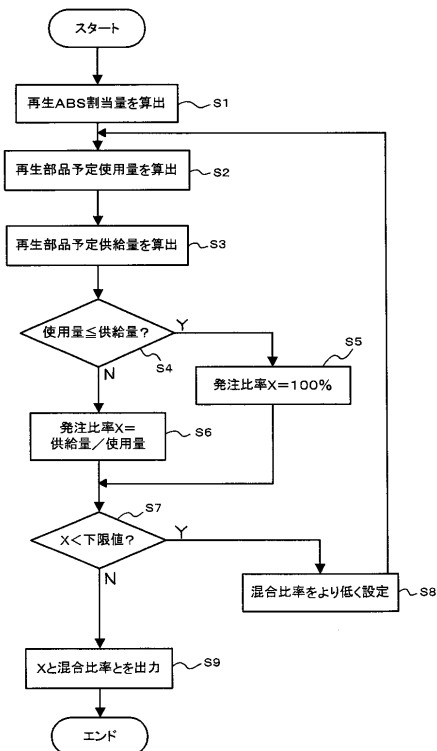 スタート
再生ABS割当量を算出
S1
再生部品予定使用量を算出
S2
再生部品予定供給量を算出
S3
使用量≦供給量?
Y
S4
N
S5
発注比率X=100%
発注比率X=
供給量/使用量
S6
S7
X<下限値?
Y
N
混合比率をより低く設定
S8
Xと混合比率とを出力
S9
エンド